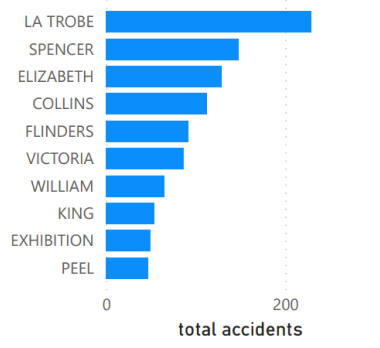 LA TROBE
SPENCER
ELIZABETH
COLLINS
FLINDERS
VICTORIA
WILLIAM
KING
EXHIBITION
PEEL
0 200
total accidents